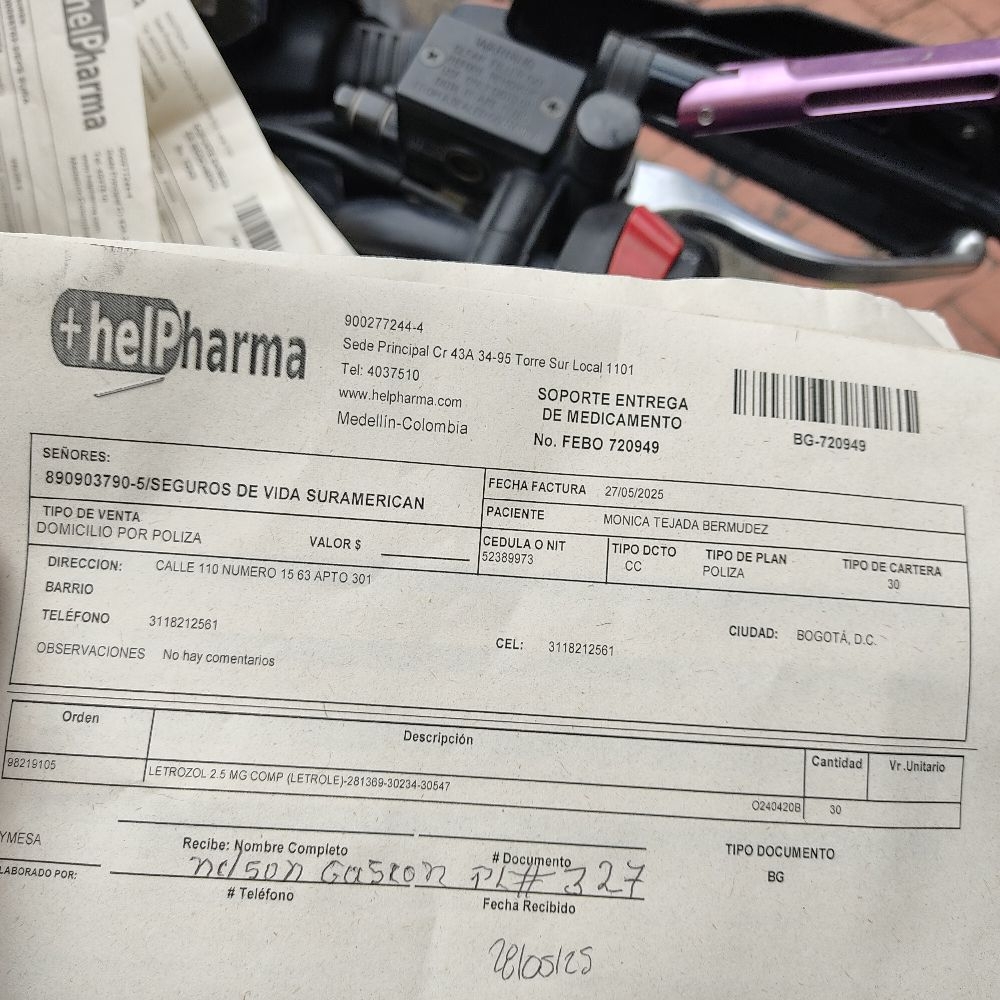 +helPharma
900277244-4
Sede Principal Cr 43A 34-95 Torre Sur Local 1101
Tel: 4037510
www.helpharma.com
Medellín-Colombia
SOPORTE ENTREGA
DE MEDICAMENTO
No. FEBO 720949
BG-720949
SEÑORES:
890903790-5/SEGUROS DE VIDA SURAMERICAN
FECHA FACTURA 27/05/2025
PACIENTE MONICA TEJADA BERMUDEZ
TIPO DE VENTA
DOMICILIO POR POLIZA
VALOR $
CEDULA O NIT
52389973
TIPO DCTO
CC
TIPO DE PLAN
POLIZA
TIPO DE CARTERA
30
DIRECCION: CALLE 110 NUMERO 15 63 APTO 301
BARRIO
TELÉFONO 3118212561
CEL: 3118212561
CIUDAD: BOGOTÁ, D.C.
OBSERVACIONES No hay comentarios
Orden Descripción Cantidad Vr.Unitario
98219105 LETROZOL 2.5 MG COMP (LETROLE)-281369-30234-30547 O240420B 30
YMESA
LABORADO POR:
Recibe: Nombre Completo
# Documento
TIPO DOCUMENTO
BG
nelson Gascon PL# 327
# Teléfono
Fecha Recibido
28/05/25
helPharma
WARNING